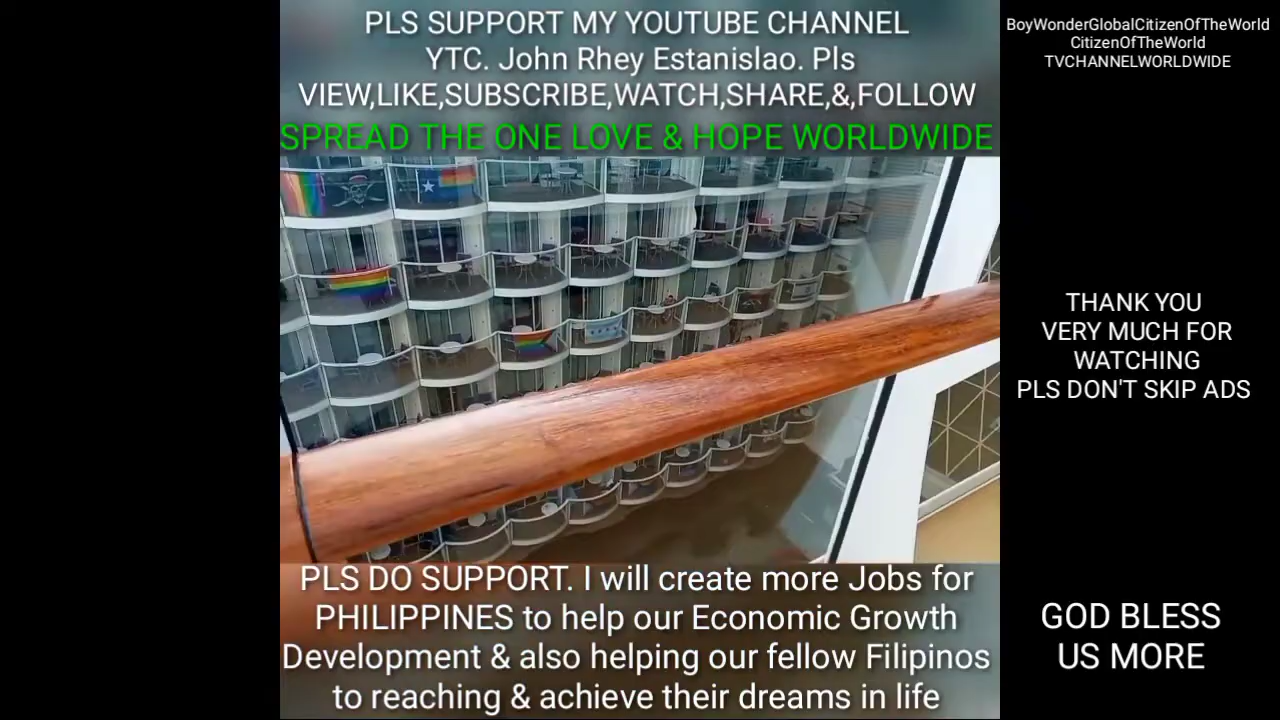 PLS SUPPORT MY YOUTUBE CHANNEL
YTC. John Rhey Estanislao. Pls
VIEW,LIKE,SUBSCRIBE,WATCH,SHARE,&,FOLLOW
SPREAD THE ONE LOVE & HOPE WORLDWIDE
BoyWonderGlobalCitizenOfTheWorld
CitizenOfTheWorld
TVCHANNELWORLDWIDE
THANK YOU
VERY MUCH FOR
WATCHING
PLS DON'T SKIP ADS
PLS DO SUPPORT. I will create more Jobs for
PHILIPPINES to help our Economic Growth
Development & also helping our fellow Filipinos
to reaching & achieve their dreams in life
GOD BLESS
US MORE